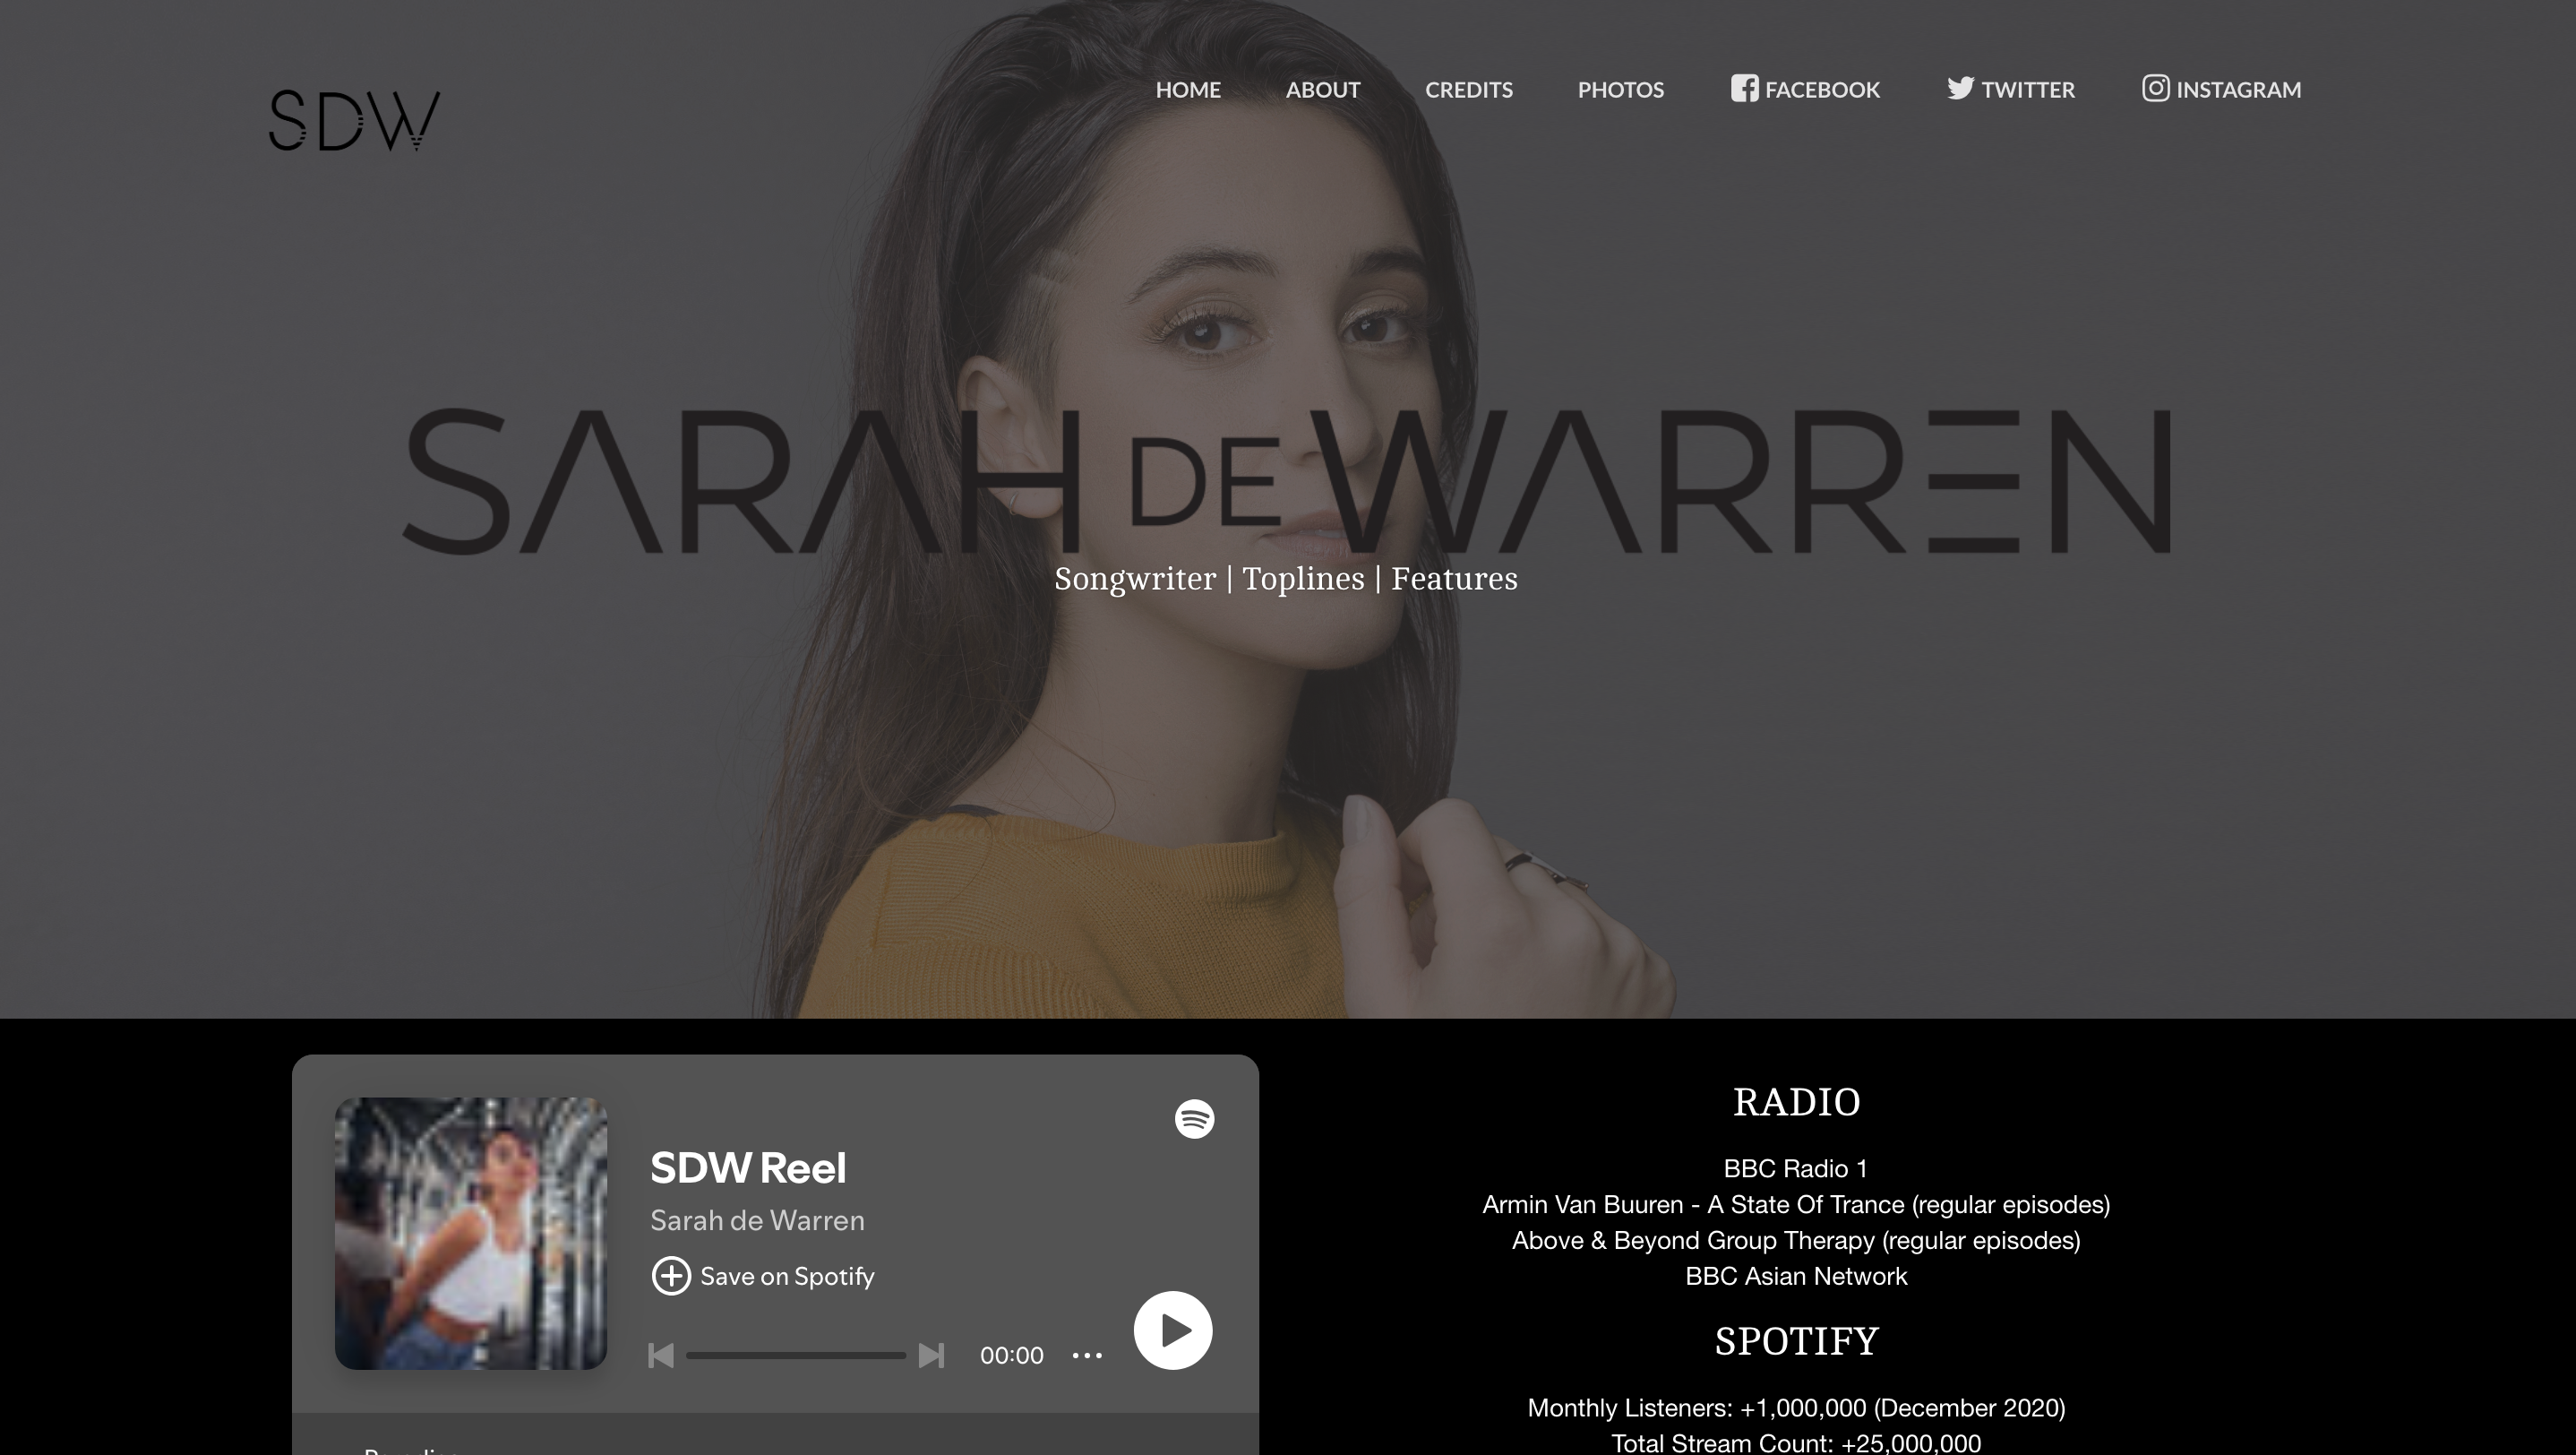 SDW
HOME ABOUT CREDITS PHOTOS FACEBOOK TWITTER INSTAGRAM
SARAH DE WARREN
Songwriter | Toplines | Features
SDW Reel
Sarah de Warren
Save on Spotify
00:00
RADIO
BBC Radio 1
Armin Van Buuren - A State Of Trance (regular episodes)
Above & Beyond Group Therapy (regular episodes)
BBC Asian Network
SPOTIFY
Monthly Listeners: +1,000,000 (December 2020)
Total Stream Count: +25,000,000